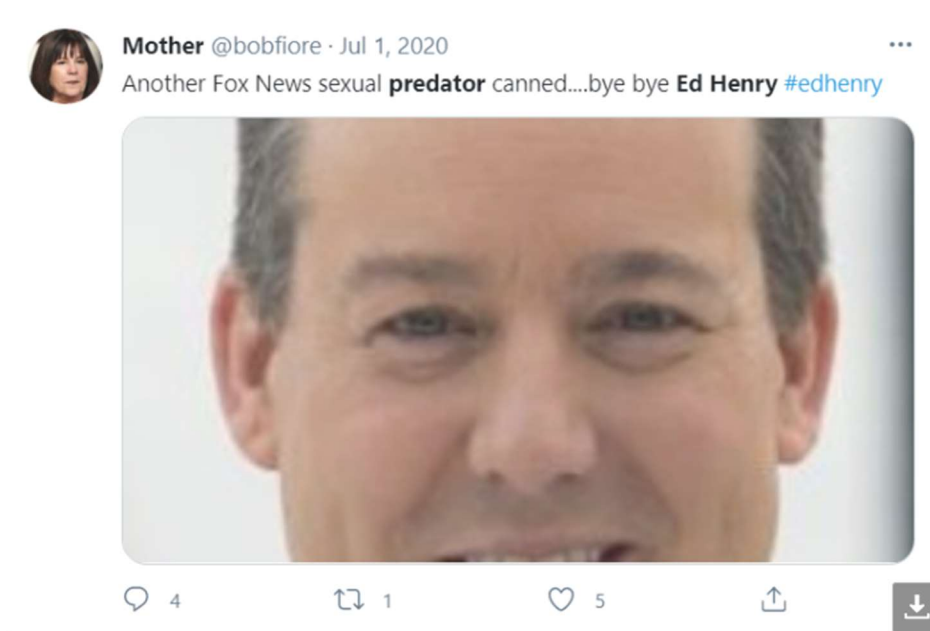 Mother @bobfiore · Jul 1, 2020
Another Fox News sexual predator canned....bye bye Ed Henry #edhenry
4 1 5